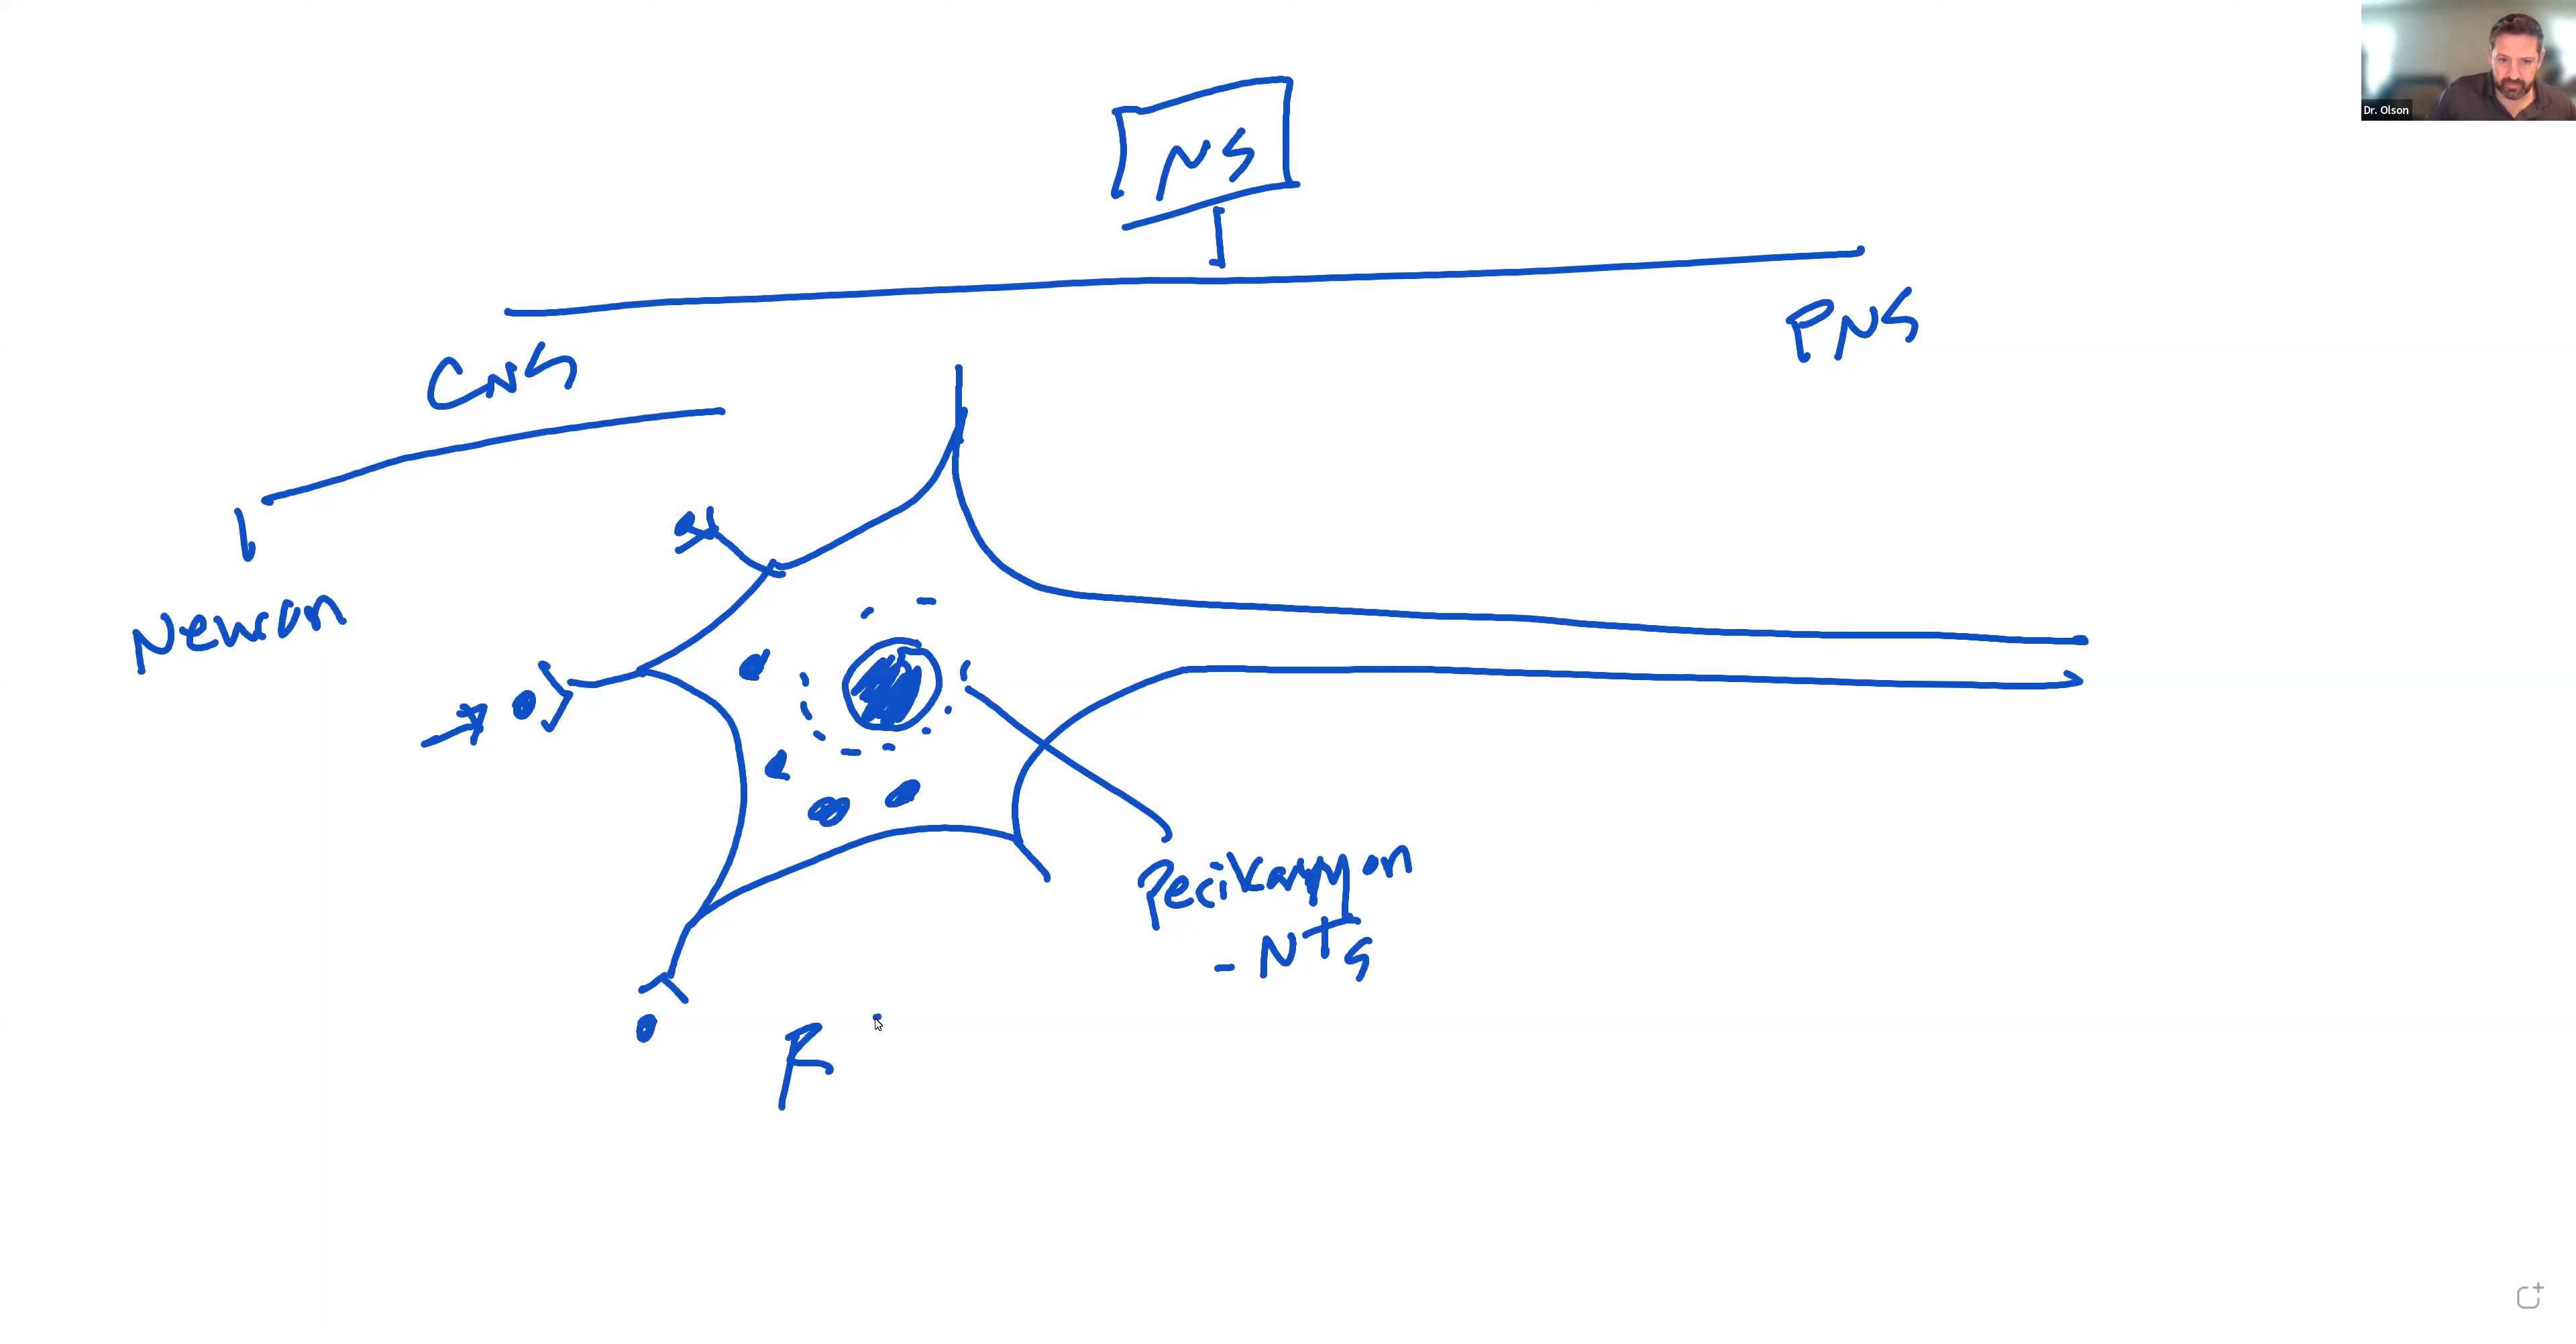 Dr. Olson
NS
CNS
PNS
Neuron
Perikaryon
- NTs
R